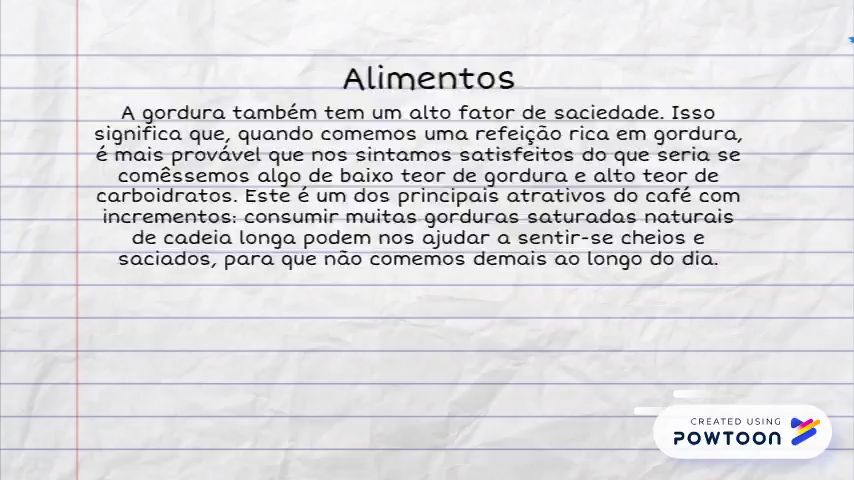 Alimentos
A gordura também tem um alto fator de saciedade. Isso
significa que, quando comemos uma refeição rica em gordura,
é mais provável que nos sintamos satisfeitos do que seria se
comêssemos algo de baixo teor de gordura e alto teor de
carboidratos. Este é um dos principais atrativos do café com
incrementos: consumir muitas gorduras saturadas naturais
de cadeia longa podem nos ajudar a sentir-se cheios e
saciados, para que não comemos demais ao longo do dia.
CREATED USING
POWTOON